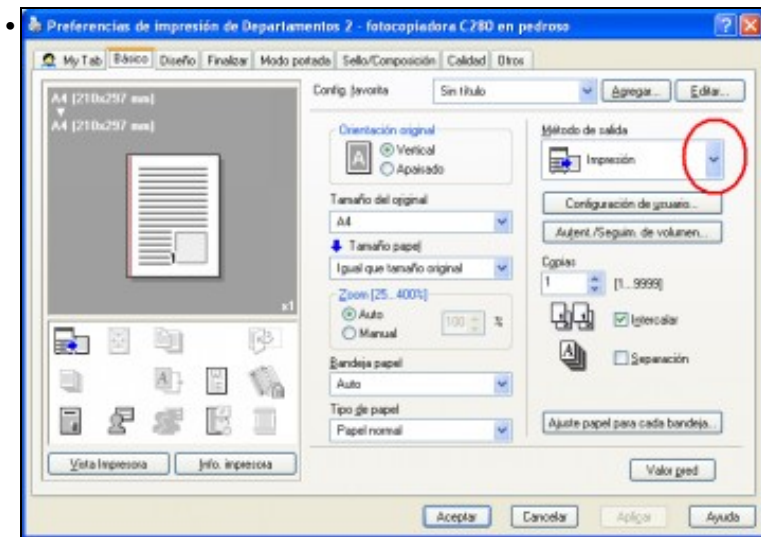 Preferencias de impresión de Departamentos 2 - fotocopiadora C280 en pedroso
My Tab Básico Diseño Finalizar Modo portada Sello/Composición Calidad Otros
A4 (210x297 mm)
A4 (210x297 mm)
x1
Vista Impresora Info. impresora
Config. favorita Sin título Agregar... Editar...
Orientación original
A
Vertical
Apaisado
Tamaño del original
A4
Tamaño papel
Igual que tamaño original
Zoom [25...400%]
Auto
Manual
100 %
Bandeja papel
Auto
Tipo de papel
Papel normal
Método de salida
Impresión
Configuración de usuario...
Autent./Seguim. de volumen...
Copias
1 [1...9999]
Intercalar
Separación
Ajuste papel para cada bandeja...
Valor pred
Aceptar Cancelar Aplicar Ayuda